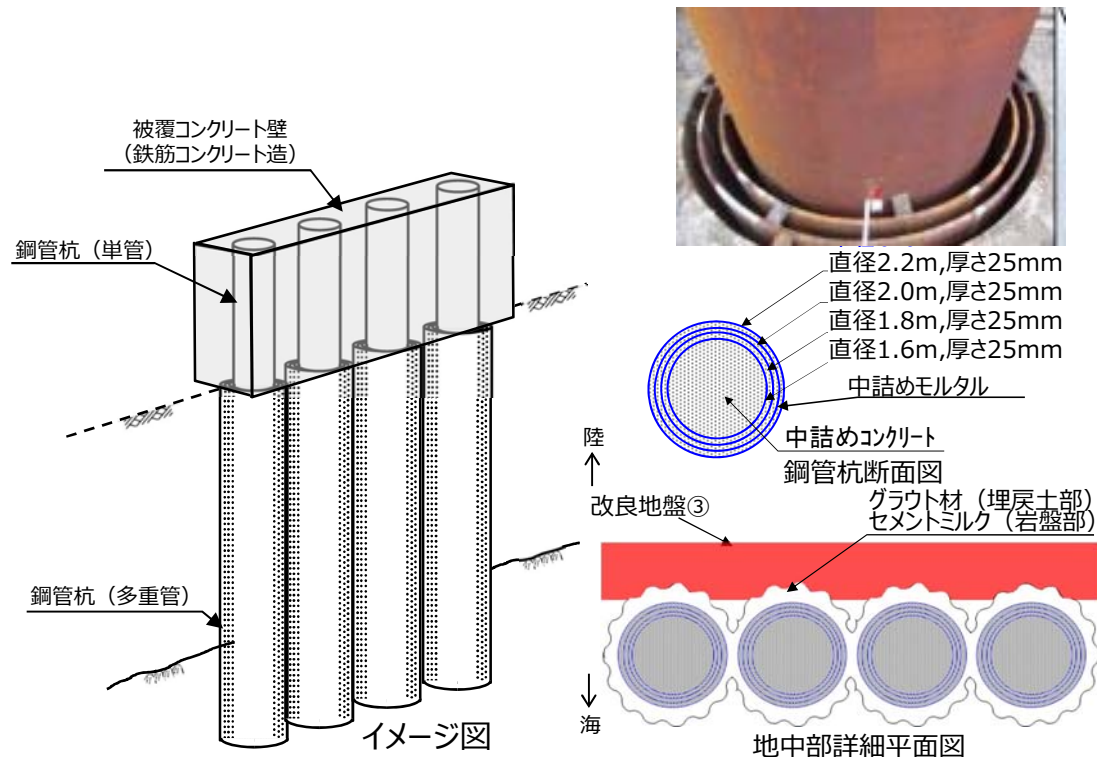 被覆コンクリート壁
（鉄筋コンクリート造）
鋼管杭（単管）
鋼管杭（多重管）
イメージ図
直径2.2m,厚さ25mm
直径2.0m,厚さ25mm
直径1.8m,厚さ25mm
直径1.6m,厚さ25mm
中詰めモルタル
中詰めコンクリート
鋼管杭断面図
陸
改良地盤③
グラウト材（埋戻土部）
セメントミルク（岩盤部）
海
地中部詳細平面図